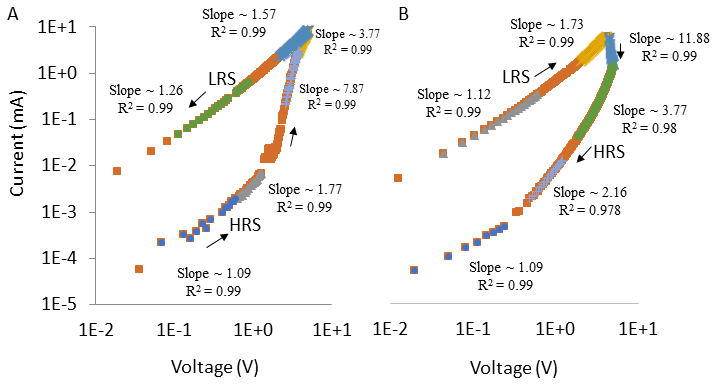 A
Slope ~ 1.57
R² = 0.99
Slope ~ 3.77
R² = 0.99
LRS
Slope ~ 1.26
R² = 0.99
Slope ~ 7.87
R² = 0.99
Slope ~ 1.77
R² = 0.99
HRS
Slope ~ 1.09
R² = 0.99
1E+1
1E+0
1E-1
1E-2
1E-3
1E-4
1E-5
Current (mA)
1E-2
1E-1
1E+0
1E+1
Voltage (V)
B
Slope ~ 1.73
R² = 0.99
Slope ~ 11.88
R² = 0.99
LRS
Slope ~ 1.12
R² = 0.99
Slope ~ 3.77
R² = 0.98
HRS
Slope ~ 2.16
R² = 0.978
Slope ~ 1.09
R² = 0.99
1E-2
1E-1
1E+0
1E+1
Voltage (V)